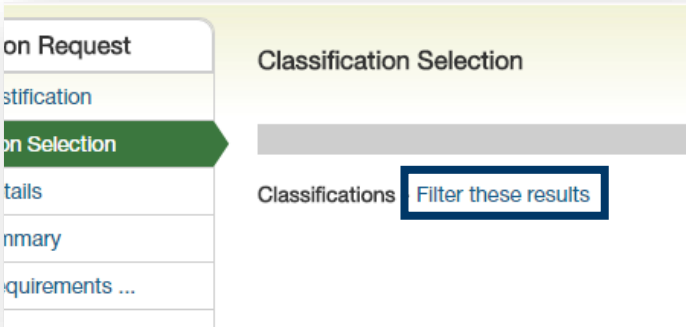 on Request
stification
on Selection
tails
mmary
equirements ...
Classification Selection
Classifications Filter these results